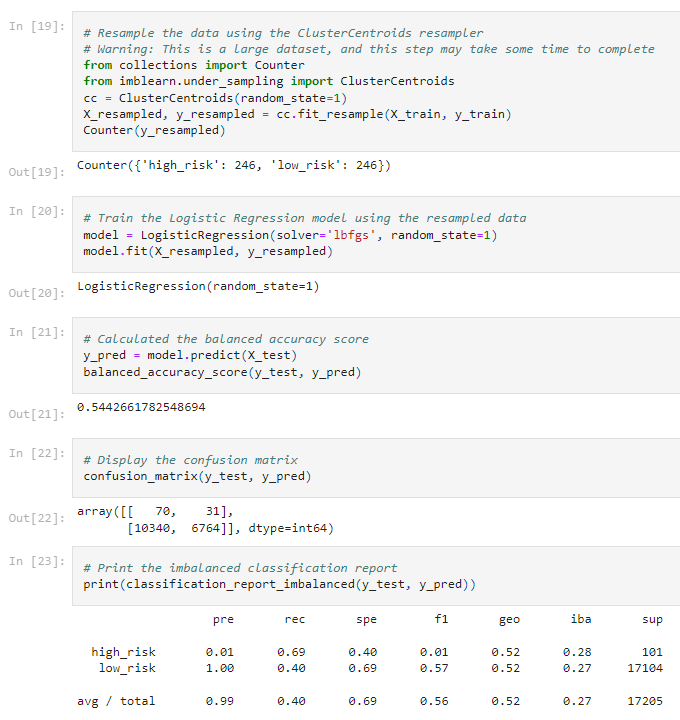 In [19]:
# Resample the data using the ClusterCentroids resampler
# Warning: This is a large dataset, and this step may take some time to complete
from collections import Counter
from imblearn.under_sampling import ClusterCentroids
cc = ClusterCentroids(random_state=1)
X_resampled, y_resampled = cc.fit_resample(X_train, y_train)
Counter(y_resampled)
Out[19]: Counter({'high_risk': 246, 'low_risk': 246})
In [20]:
# Train the Logistic Regression model using the resampled data
model = LogisticRegression(solver='lbfgs', random_state=1)
model.fit(X_resampled, y_resampled)
Out[20]: LogisticRegression(random_state=1)
In [21]:
# Calculated the balanced accuracy score
y_pred = model.predict(X_test)
balanced_accuracy_score(y_test, y_pred)
Out[21]: 0.5442661782548694
In [22]:
# Display the confusion matrix
confusion_matrix(y_test, y_pred)
Out[22]: array([[   70,    31],
       [10340,  6764]], dtype=int64)
In [23]:
# Print the imbalanced classification report
print(classification_report_imbalanced(y_test, y_pred))
pre rec spe f1 geo iba sup
high_risk 0.01 0.69 0.40 0.01 0.52 0.28 101
low_risk 1.00 0.40 0.69 0.57 0.52 0.27 17104
avg / total 0.99 0.40 0.69 0.56 0.52 0.27 17205